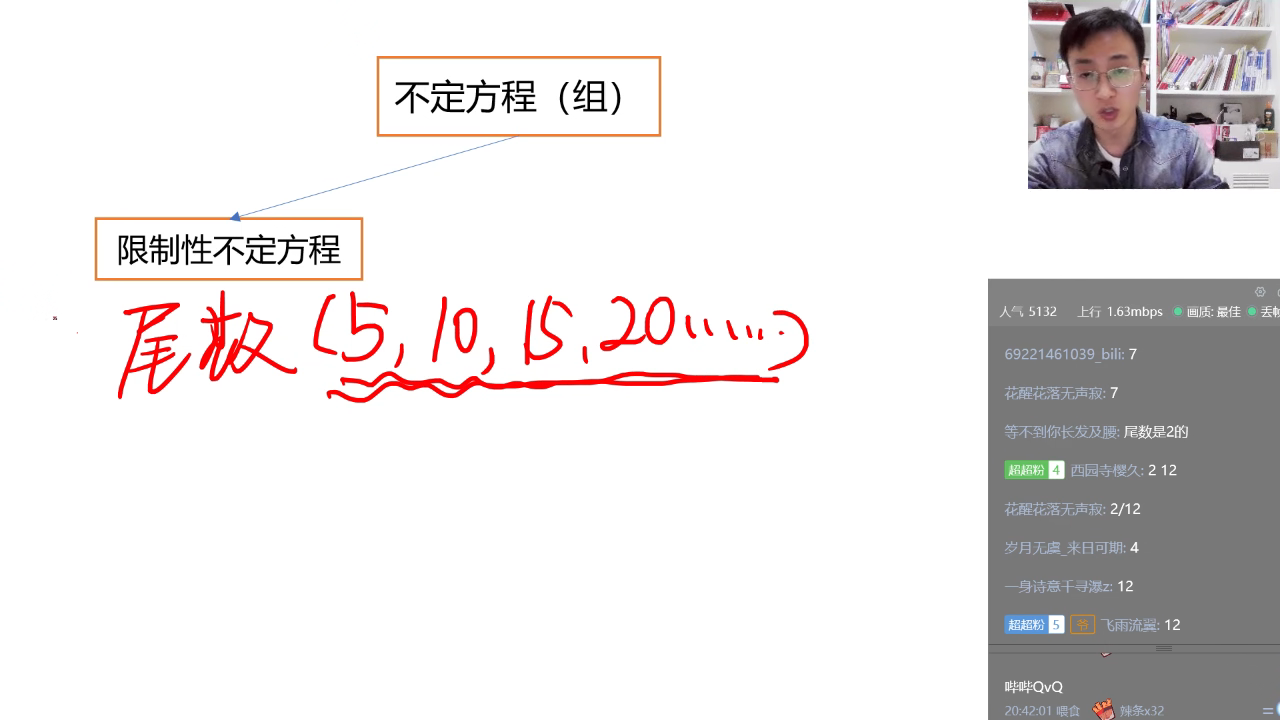 不定方程（组）
限制性不定方程
尾数（5,10,15,20……）
人气 5132 上行 1.63mbps 画质: 最佳 丢帧
69221461039_bili: 7
花醒花落无声寂: 7
等不到你长发及腰: 尾数是2的
超超粉 4 西园寺樱久: 2 12
花醒花落无声寂: 2/12
岁月无虞_来日可期: 4
一身诗意千寻瀑z: 12
超超粉 5 爷 飞雨流翼: 12
哔哔QvQ
20:42:01 喂食 辣条x32